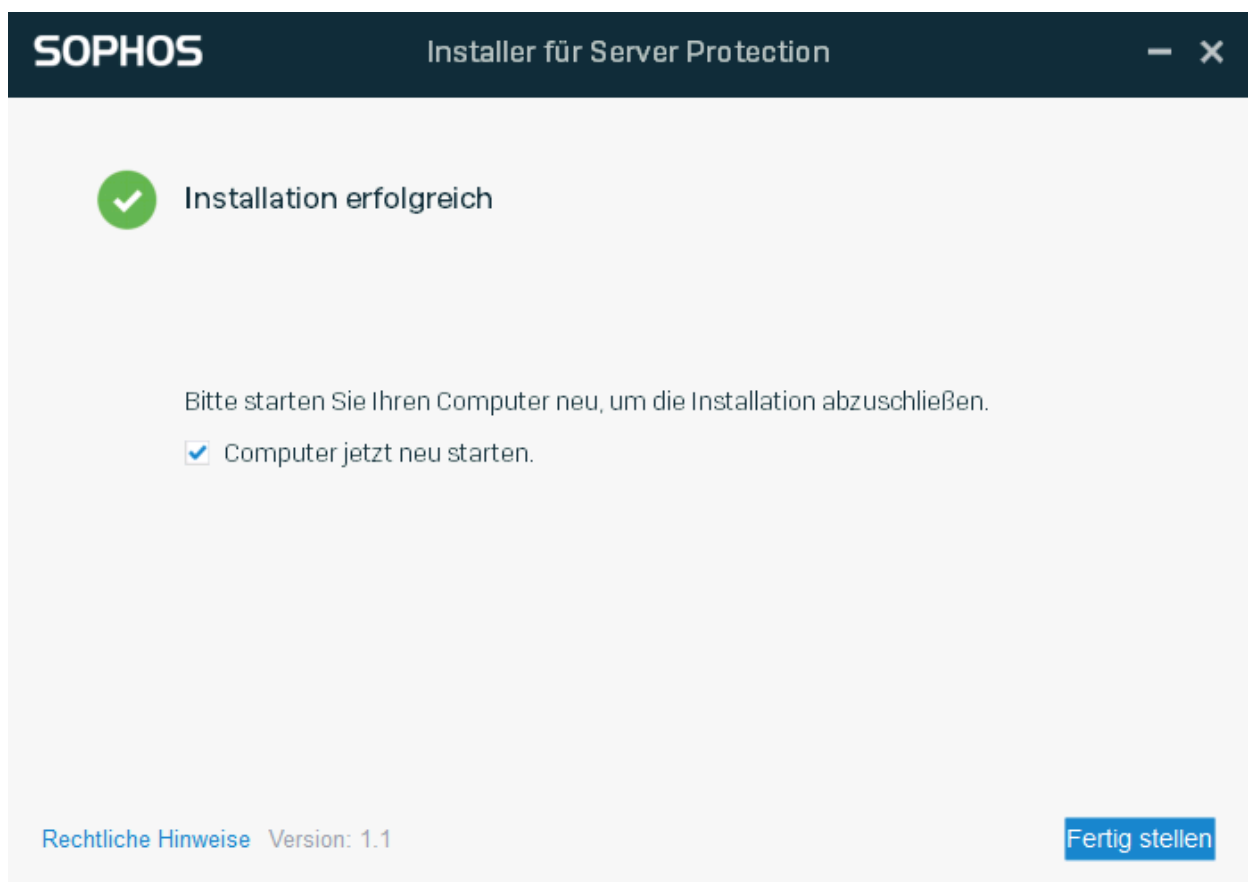 SOPHOS Installer für Server Protection
Installation erfolgreich
Bitte starten Sie Ihren Computer neu, um die Installation abzuschließen.
Computer jetzt neu starten.
Rechtliche Hinweise Version: 1.1 Fertig stellen